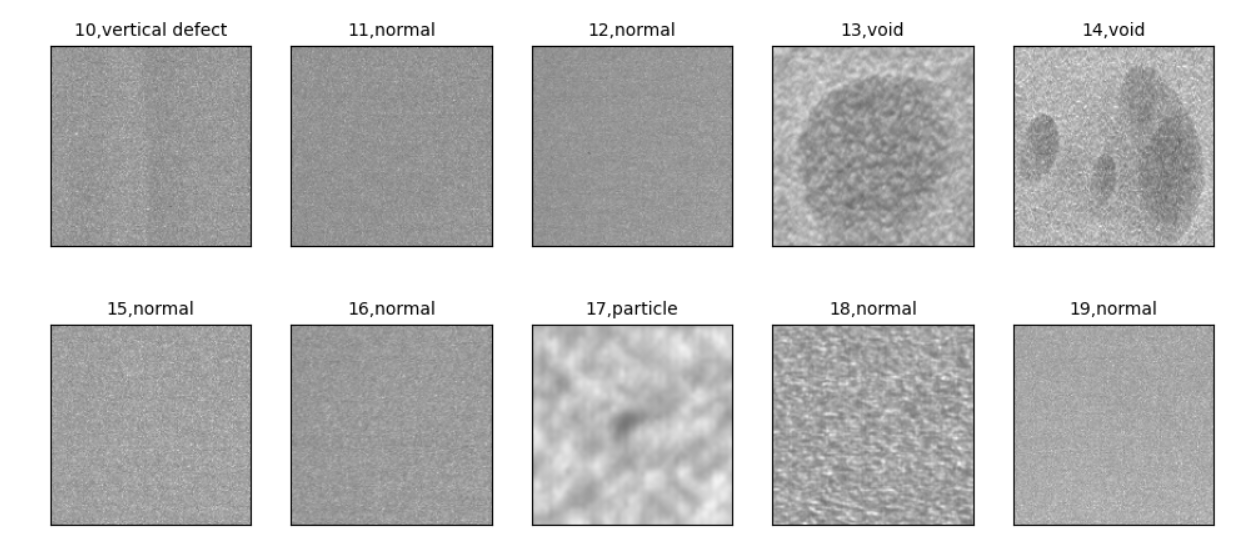 10,vertical defect
11,normal
12,normal
13,void
14,void
15,normal
16,normal
17,particle
18,normal
19,normal